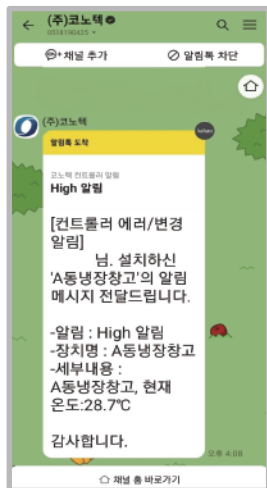 (주)코노텍
0518190425
채널 추가
알림톡 차단
(주)코노텍
알림톡 도착
kakao
코노텍 컨트롤러 알람
High 알림
[컨트롤러 에러/변경
알림]
님. 설치하신
'A동냉장창고'의 알림
메시지 전달드립니다.
-알림 : High 알림
-장치명 : A동냉장창고
-세부내용 :
A동냉장창고, 현재
온도:28.7℃
감사합니다.
오후 4:08
채널 홈 바로가기